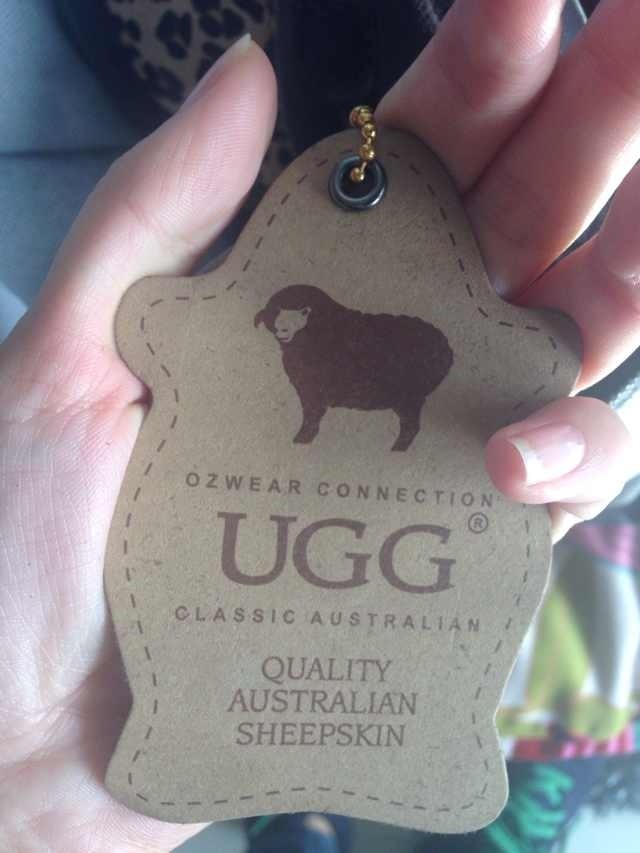 OZWEAR CONNECTION
UGG®
CLASSIC AUSTRALIAN
QUALITY
AUSTRALIAN
SHEEPSKIN